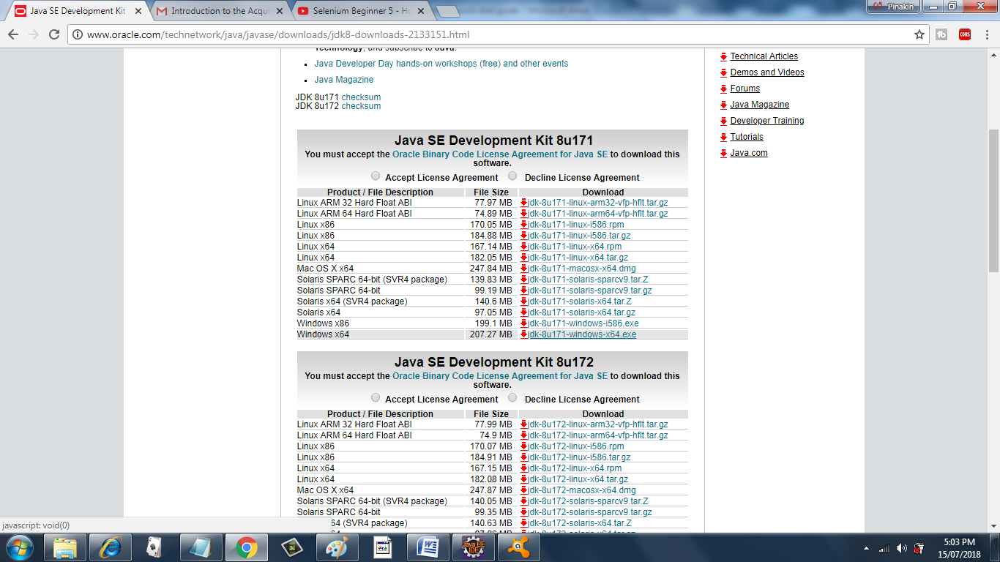 Java SE Development Kit
Introduction to the Acqui
Selenium Beginner 5 - Ho
Pinakin
www.oracle.com/technetwork/java/javase/downloads/jdk8-downloads-2133151.html
CORS
Technology, and subscribe to Java.
Java Developer Day hands-on workshops (free) and other events
Java Magazine
JDK 8u171 checksum
JDK 8u172 checksum
Java SE Development Kit 8u171
You must accept the Oracle Binary Code License Agreement for Java SE to download this
software.
Accept License Agreement Decline License Agreement
Product / File Description File Size Download
Linux ARM 32 Hard Float ABI 77.97 MB jdk-8u171-linux-arm32-vfp-hflt.tar.gz
Linux ARM 64 Hard Float ABI 74.89 MB jdk-8u171-linux-arm64-vfp-hflt.tar.gz
Linux x86 170.05 MB jdk-8u171-linux-i586.rpm
Linux x86 184.88 MB jdk-8u171-linux-i586.tar.gz
Linux x64 167.14 MB jdk-8u171-linux-x64.rpm
Linux x64 182.05 MB jdk-8u171-linux-x64.tar.gz
Mac OS X x64 247.84 MB jdk-8u171-macosx-x64.dmg
Solaris SPARC 64-bit (SVR4 package) 139.83 MB jdk-8u171-solaris-sparcv9.tar.Z
Solaris SPARC 64-bit 99.19 MB jdk-8u171-solaris-sparcv9.tar.gz
Solaris x64 (SVR4 package) 140.6 MB jdk-8u171-solaris-x64.tar.Z
Solaris x64 97.05 MB jdk-8u171-solaris-x64.tar.gz
Windows x86 199.1 MB jdk-8u171-windows-i586.exe
Windows x64 207.27 MB jdk-8u171-windows-x64.exe
Java SE Development Kit 8u172
You must accept the Oracle Binary Code License Agreement for Java SE to download this
software.
Accept License Agreement Decline License Agreement
Product / File Description File Size Download
Linux ARM 32 Hard Float ABI 77.99 MB jdk-8u172-linux-arm32-vfp-hflt.tar.gz
Linux ARM 64 Hard Float ABI 74.9 MB jdk-8u172-linux-arm64-vfp-hflt.tar.gz
Linux x86 170.07 MB jdk-8u172-linux-i586.rpm
Linux x86 184.91 MB jdk-8u172-linux-i586.tar.gz
Linux x64 167.15 MB jdk-8u172-linux-x64.rpm
Linux x64 182.08 MB jdk-8u172-linux-x64.tar.gz
Mac OS X x64 247.87 MB jdk-8u172-macosx-x64.dmg
Solaris SPARC 64-bit (SVR4 package) 140.05 MB jdk-8u172-solaris-sparcv9.tar.Z
Solaris SPARC 64-bit 99.35 MB jdk-8u172-solaris-sparcv9.tar.gz
64 (SVR4 package) 140.63 MB jdk-8u172-solaris-x64.tar.Z
Technical Articles
Demos and Videos
Forums
Java Magazine
Developer Training
Tutorials
Java.com
javascript: void(0)
Java EE
IDE
5:03 PM
15/07/2018